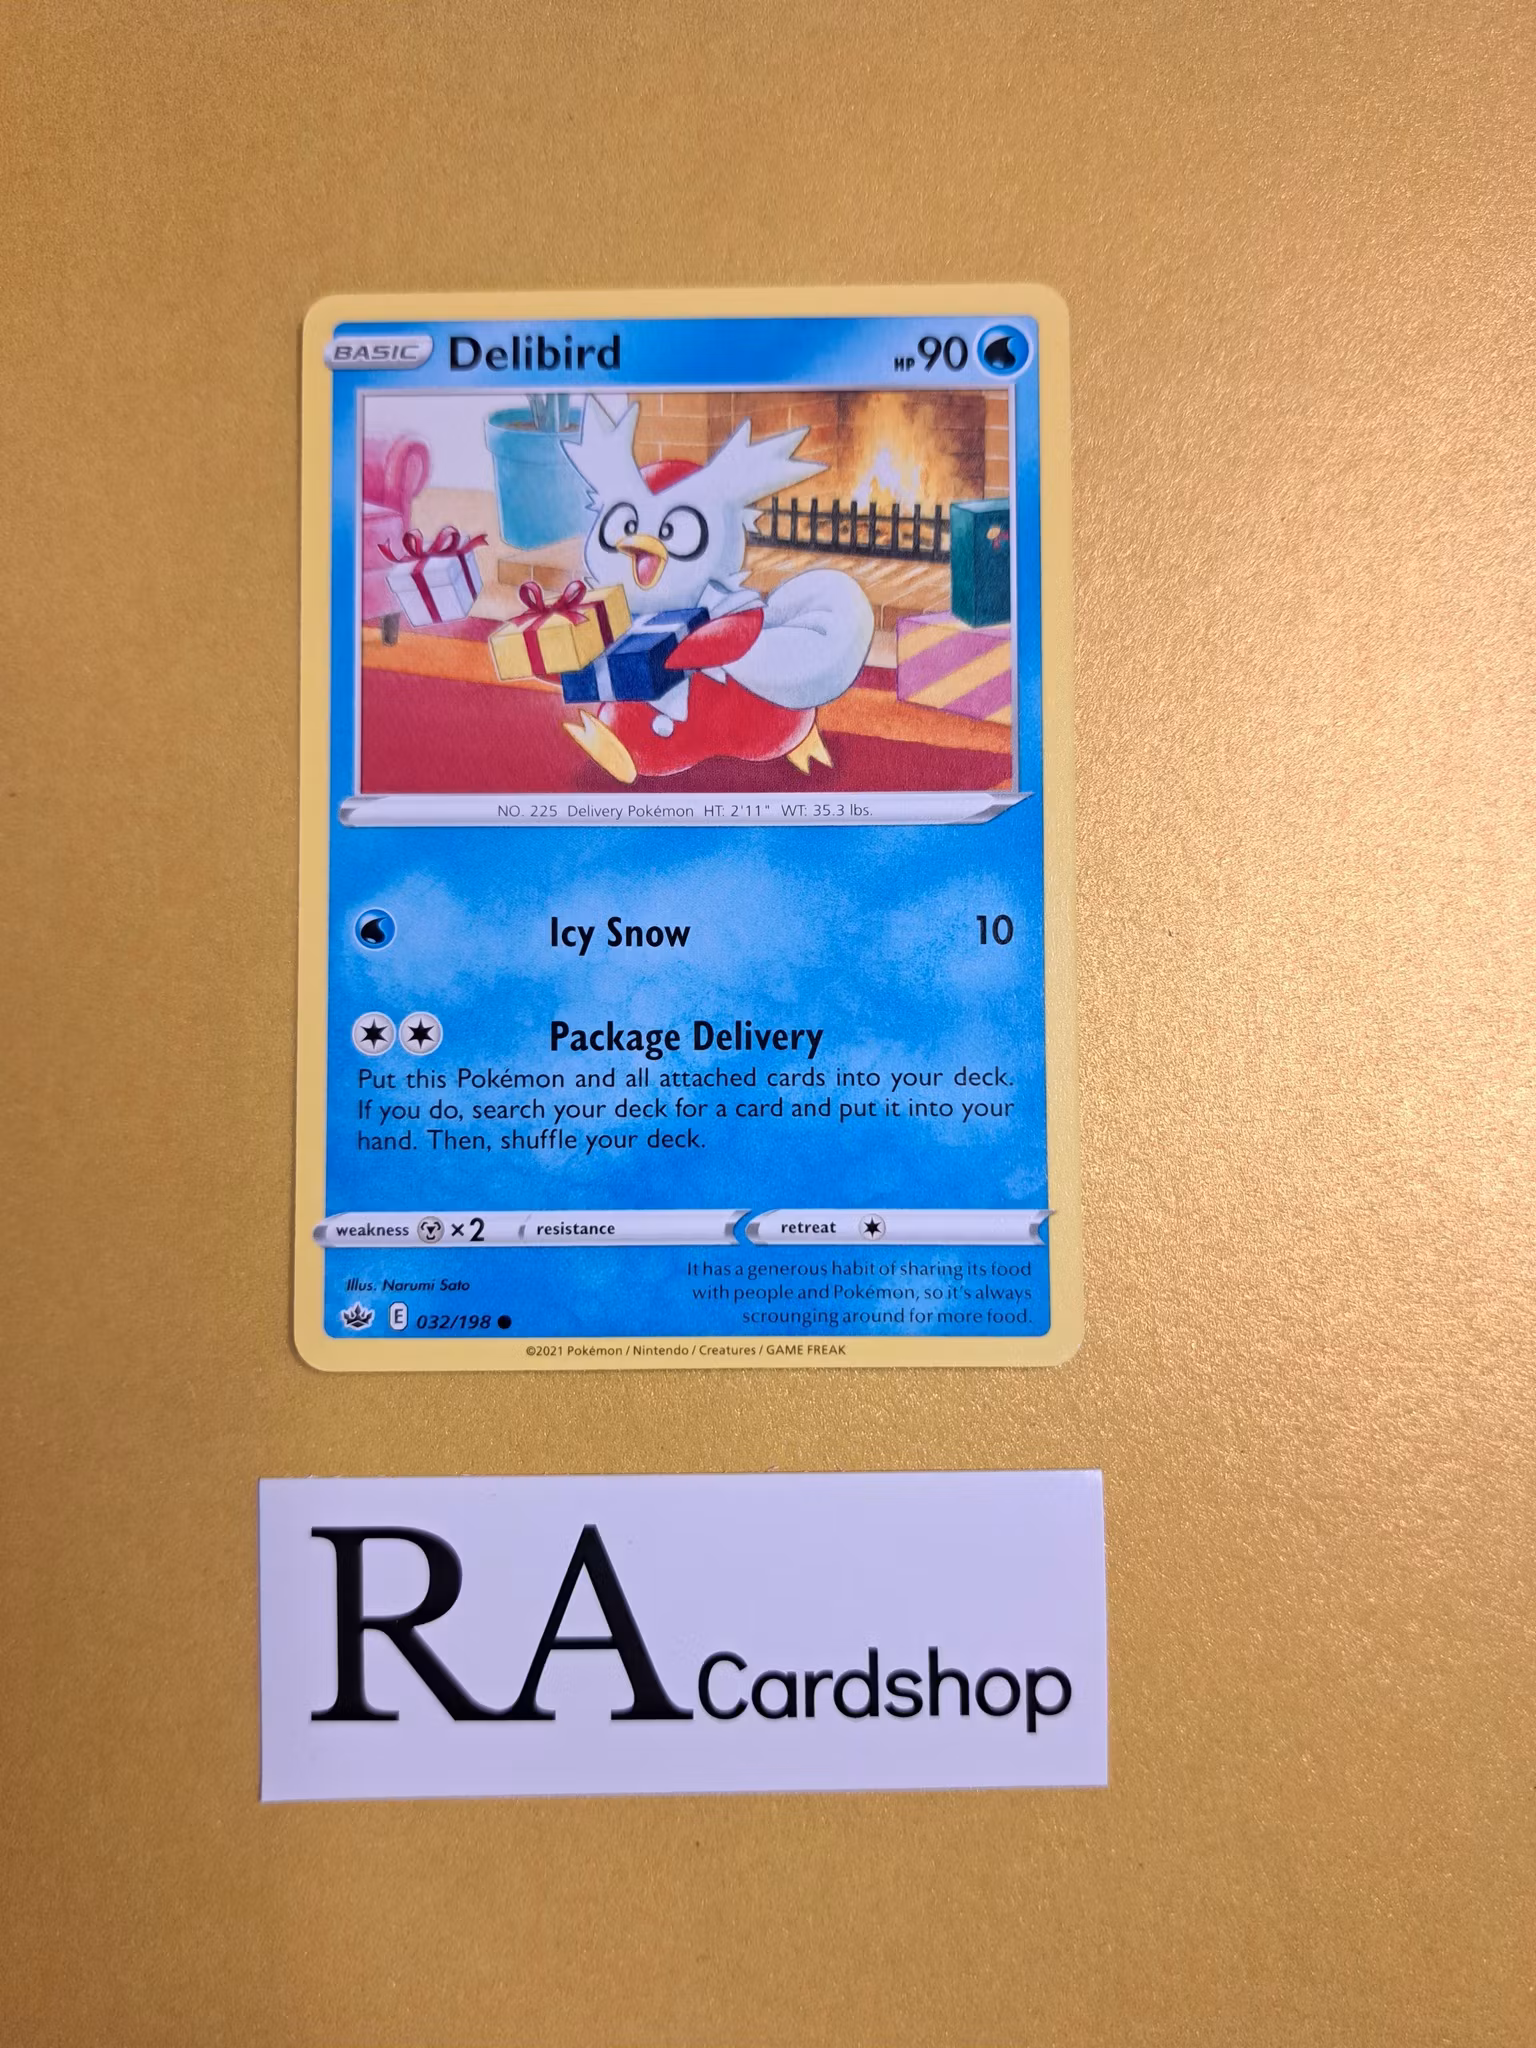 BASIC Delibird HP 90
NO. 225 Delivery Pokémon HT: 2'11" WT: 35.3 lbs.
Icy Snow 10
Package Delivery
Put this Pokémon and all attached cards into your deck.
If you do, search your deck for a card and put it into your
hand. Then, shuffle your deck.
weakness ×2 resistance retreat
Illus. Narumi Sato
E 032/198
It has a generous habit of sharing its food
with people and Pokémon, so it's always
scrounging around for more food.
©2021 Pokémon / Nintendo / Creatures / GAME FREAK
RA Cardshop